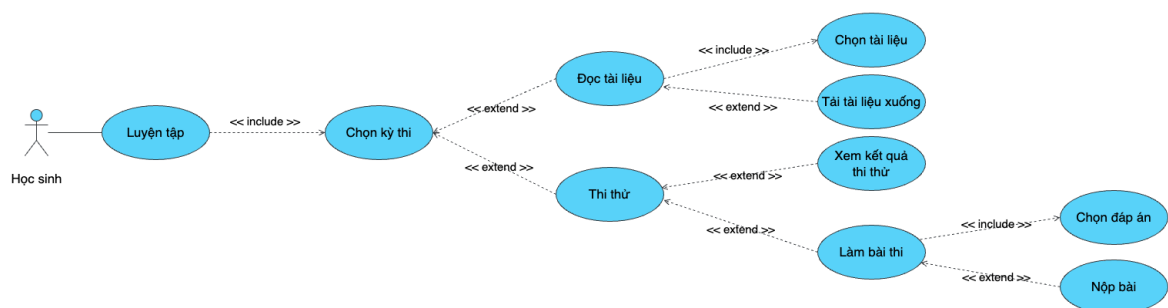 Học sinh
Luyện tập
<< include >>
Chọn kỳ thi
<< extend >>
<< extend >>
Đọc tài liệu
<< include >>
<< extend >>
Chọn tài liệu
Tải tài liệu xuống
Thi thử
<< extend >>
<< extend >>
Xem kết quả
thi thử
Làm bài thi
<< include >>
<< extend >>
Chọn đáp án
Nộp bài